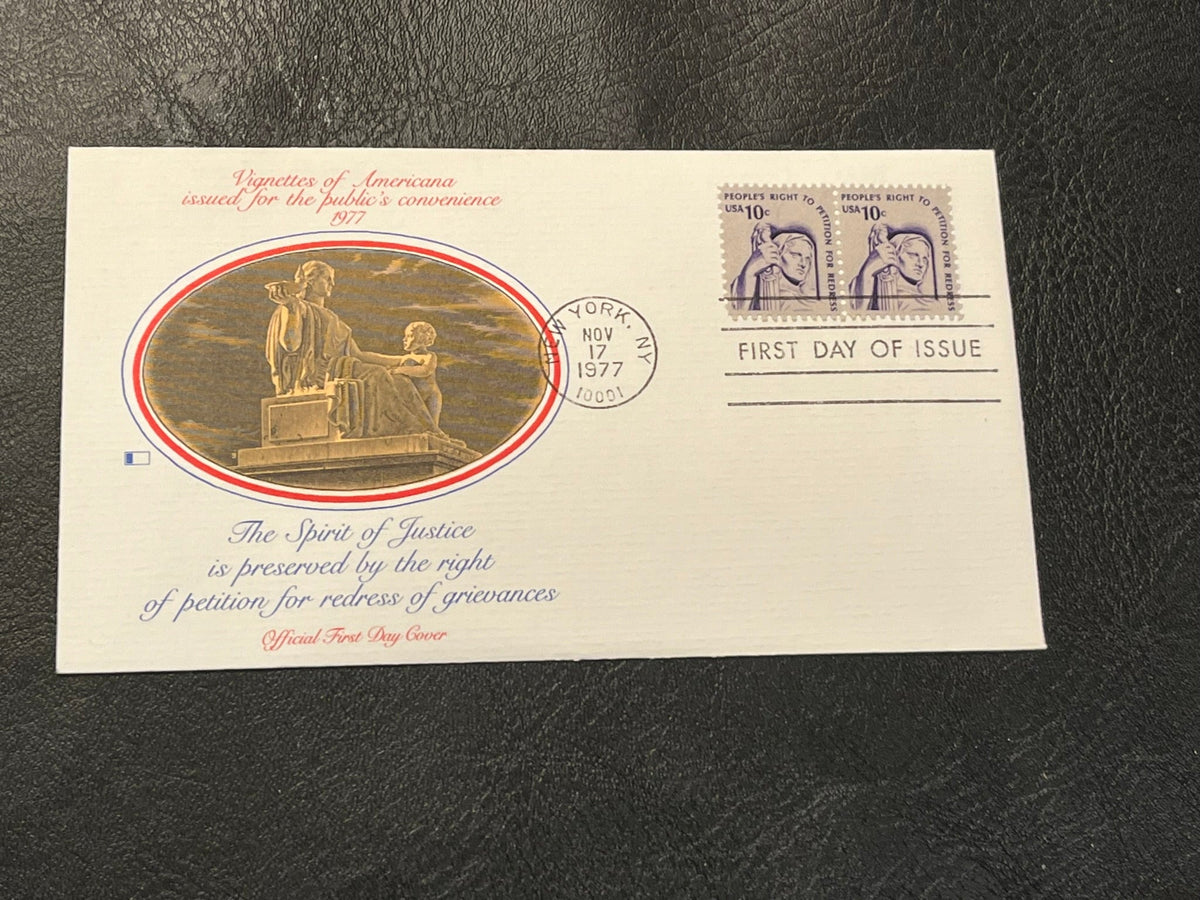 Vignettes of Americana
issued for the public's convenience
1977
PEOPLE'S RIGHT TO PETITION FOR REDRESS
USA 10c
PEOPLE'S RIGHT TO PETITION FOR REDRESS
USA 10c
NEW YORK, NY
NOV
17
1977
10001
FIRST DAY OF ISSUE
The Spirit of Justice
is preserved by the right
of petition for redress of grievances
Official First Day Cover